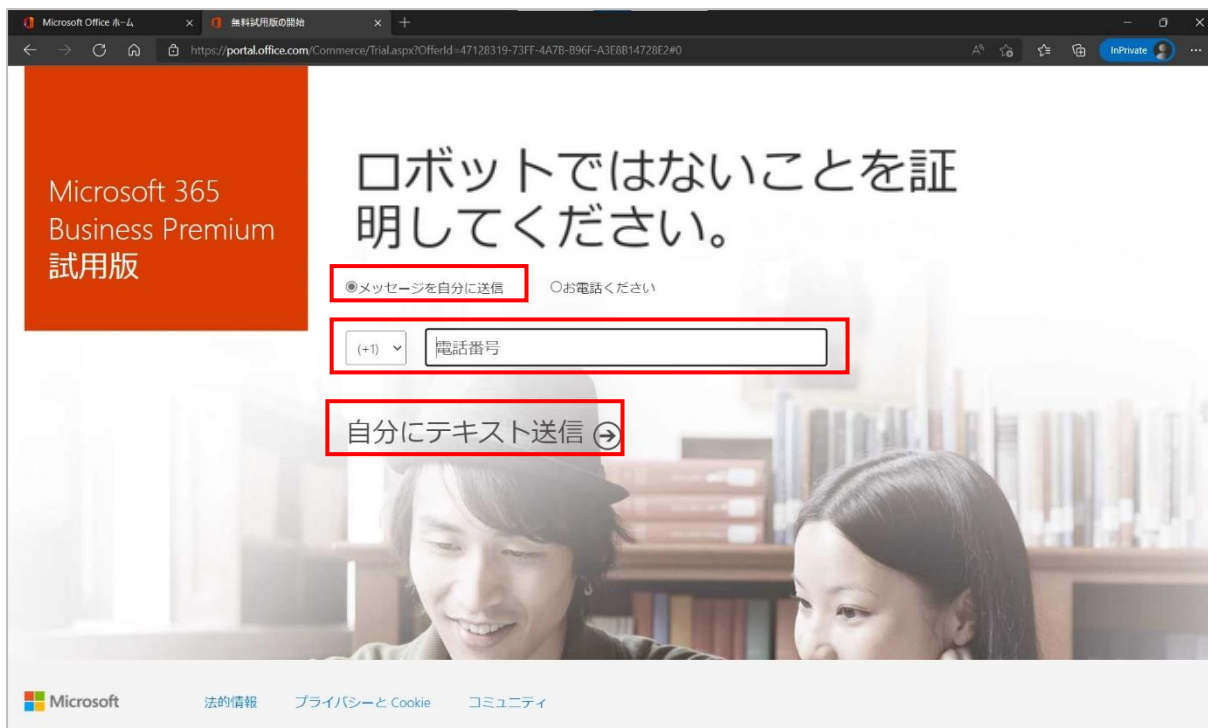 Microsoft Office ホーム
無料試用版の開始
https://portal.office.com/Commerce/Trial.aspx?OfferId=47128319-73FF-4A7B-B96F-A3E8B14728E2#0
InPrivate
Microsoft 365
Business Premium
試用版
ロボットではないことを証
明してください。
メッセージを自分に送信
お電話ください
(+1)
電話番号
自分にテキスト送信
Microsoft
法的情報
プライバシーと Cookie
コミュニティ